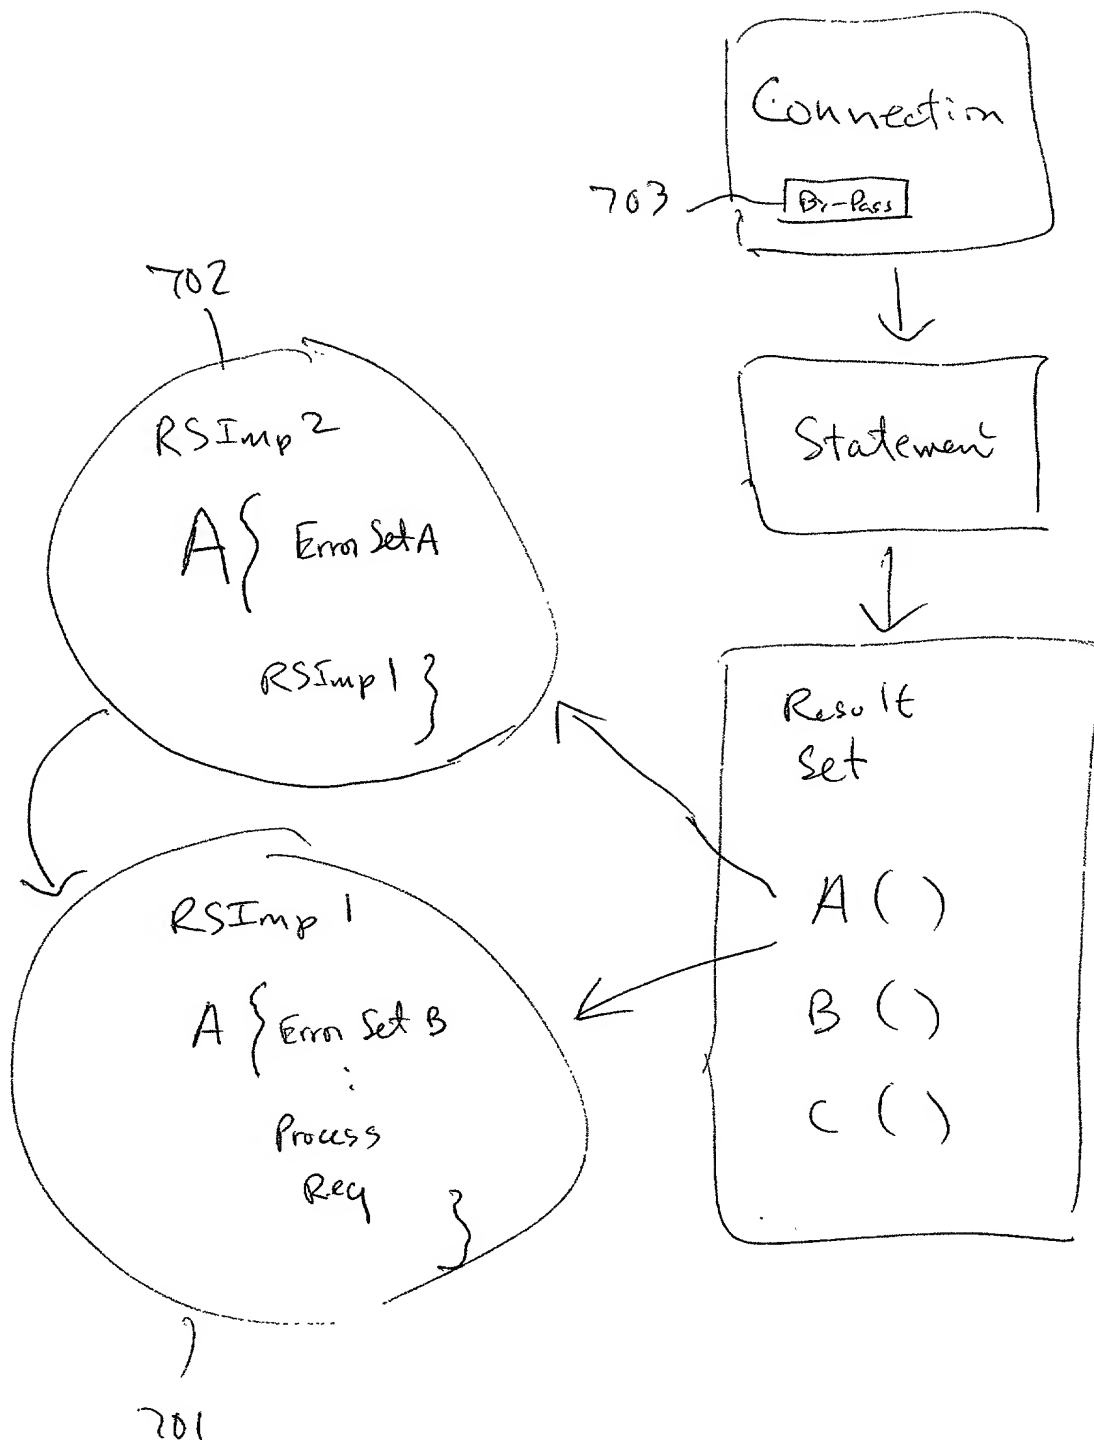 Connection
703
By-Pass
702
RSImp2
A{ Error Set A
RSImp1 }
Statement
Result
Set
A ( )
B ( )
C ( )
RSImp1
A { Error Set B
:
Process
Req
}
701